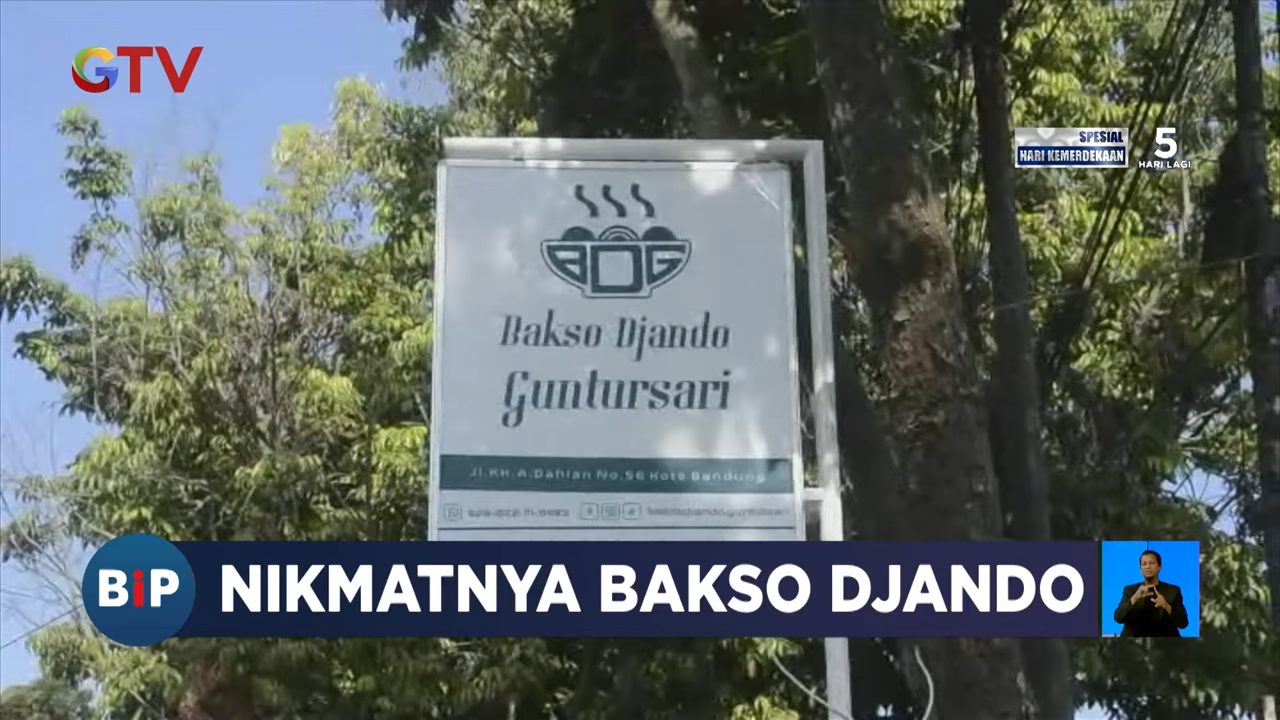 GTV
SPESIAL
HARI KEMERDEKAAN
5
HARI LAGI
BDG
Bakso Djando
Guntursari
Jl.KH.A.Dahlan No.56 Kota Bandung
BiP
NIKMATNYA BAKSO DJANDO